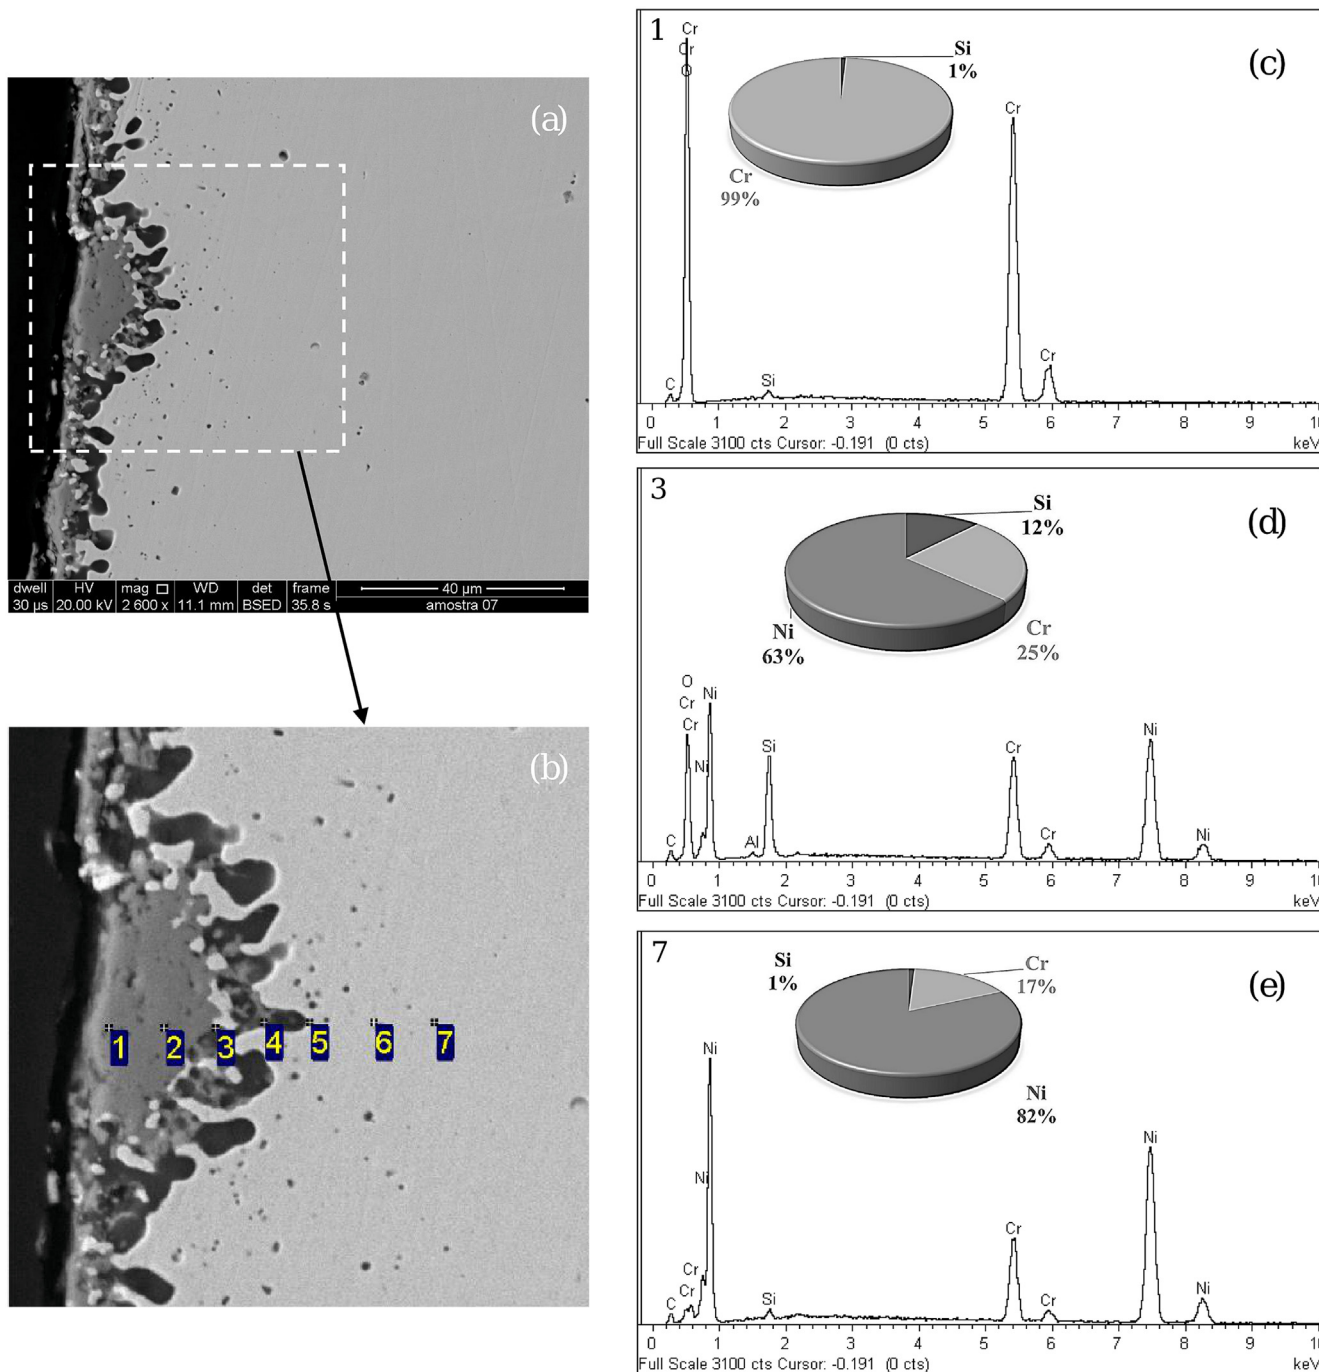 (a)
dwell HV mag □ WD det frame 40 µm
30 µs 20.00 kV 2 600 x 11.1 mm BSED 35.8 s amostra 07
(b)
1 2 3 4 5 6 7
1
(c)
Cr
Cr
O
Si
1%
Cr
99%
Cr
Cr
C
Si
0 1 2 3 4 5 6 7 8 9 10
Full Scale 3100 cts Cursor: -0.191 (0 cts)
keV
3
(d)
Si
12%
Ni
63%
Cr
25%
O
Cr
Cr
Ni
Ni
Si
C
Al
Cr
Cr
Ni
Ni
0 1 2 3 4 5 6 7 8 9 10
Full Scale 3100 cts Cursor: -0.191 (0 cts)
keV
7
(e)
Si
1%
Cr
17%
Ni
82%
Ni
Ni
Cr
Cr
C
Si
Cr
Cr
Ni
Ni
0 1 2 3 4 5 6 7 8 9 10
Full Scale 3100 cts Cursor: -0.191 (0 cts)
keV